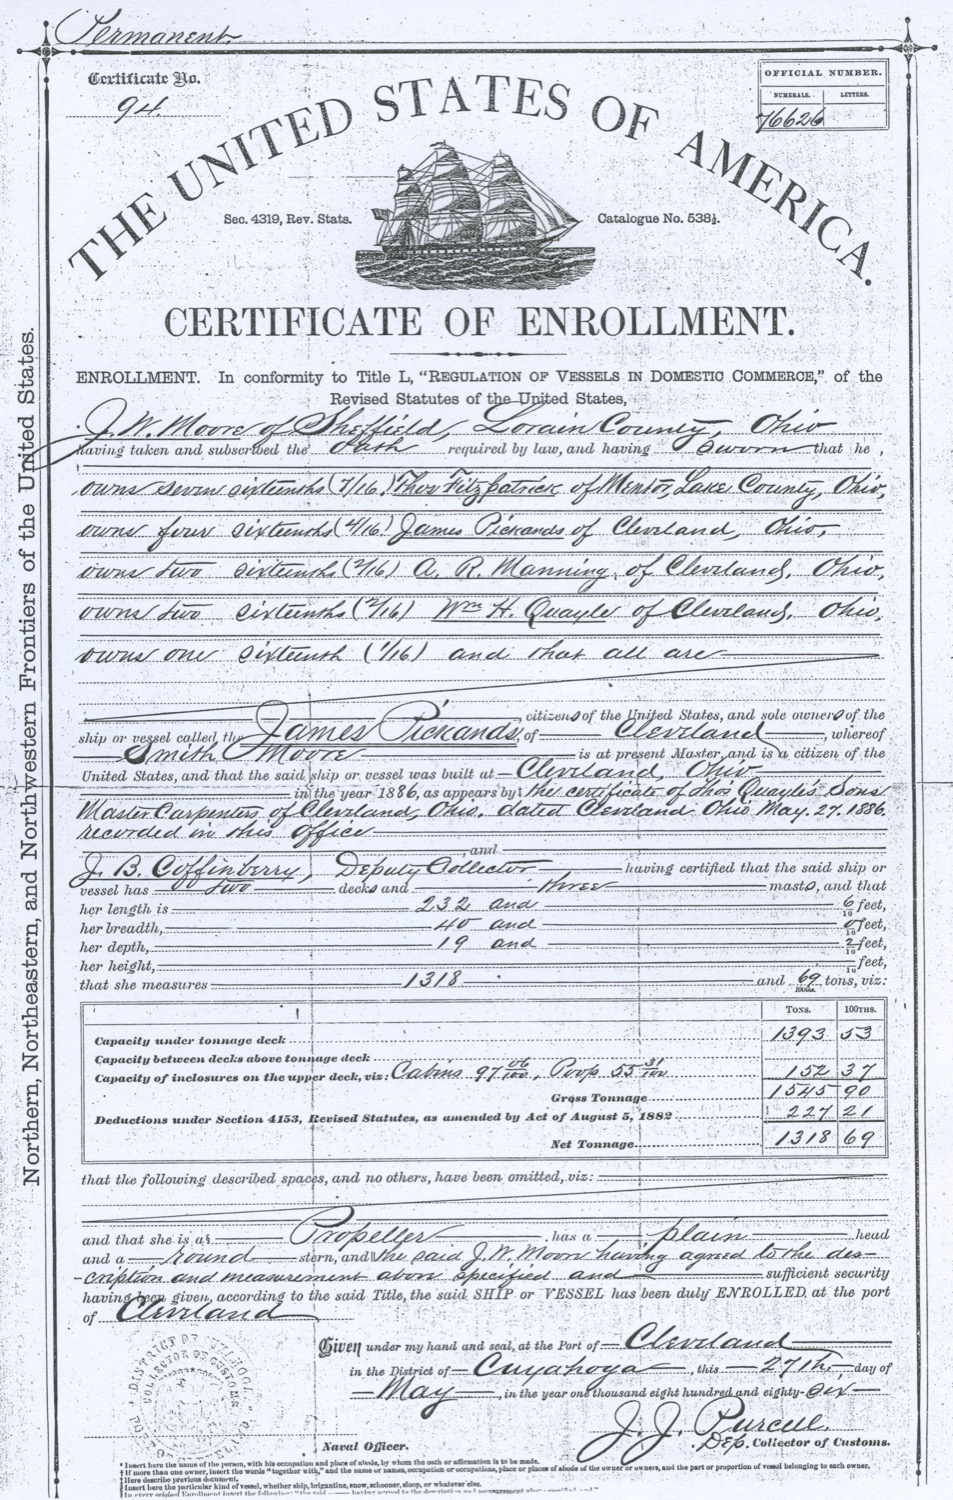 Permanent.
Certificate No.
94.
OFFICIAL NUMBER.
NUMERALS. LETTERS.
76626
THE UNITED STATES OF AMERICA.
Sec. 4319, Rev. Stats.
Catalogue No. 538½.
CERTIFICATE OF ENROLLMENT.
Northern, Northeastern, and Northwestern Frontiers of the United States.
ENROLLMENT. In conformity to Title L, "REGULATION OF VESSELS IN DOMESTIC COMMERCE," of the
Revised Statutes of the United States,
J. W. Moore of Sheffield, Lorain County, Ohio
having taken and subscribed the Oath required by law, and having Sworn that he,
owns seven sixteenths (7/16) Thos Fitzpatrick of Mentor, Lake County, Ohio,
owns four sixteenths (4/16) James Pickands of Cleveland, Ohio,
owns two sixteenths (2/16) A. R. Manning, of Cleveland, Ohio,
owns two sixteenths (2/16) Wm H. Quayle of Cleveland, Ohio,
owns one sixteenth (1/16) and that all are
citizens of the United States, and sole owners of the
ship or vessel called the James Pickands, of Cleveland, whereof
Smith Moore is at present Master, and is a citizen of the
United States, and that the said ship or vessel was built at Cleveland, Ohio
in the year 1886, as appears by the certificate of Thos Quayle's Sons
Master Carpenters of Cleveland, Ohio. dated Cleveland Ohio May. 27. 1886.
recorded in this office
and
J. B. Coffinberry, Deputy Collector having certified that the said ship or
vessel has two decks and three masts, and that
her length is 232 and 6/10 feet,
her breadth, 40 and 0/10 feet,
her depth, 19 and 2/10 feet,
her height, /10 feet,
that she measures 1318 and 69/100ths. tons, viz:
TONS. 100THS.
Capacity under tonnage deck 1393 53
Capacity between decks above tonnage deck
Capacity of inclosures on the upper deck, viz: Cabins 97 06/100, Poop 55 31/100 152 37
Gross Tonnage 1545 90
Deductions under Section 4153, Revised Statutes, as amended by Act of August 5, 1882 227 21
Net Tonnage 1318 69
that the following described spaces, and no others, have been omitted, viz:
and that she is a§ Propeller, has a plain head
and a round stern, and the said J. W. Moore having agreed to the des-
-cription and measurement above specified and sufficient security
having been given, according to the said Title, the said SHIP or VESSEL has been duly ENROLLED, at the port
of Cleveland
Given under my hand and seal, at the Port of Cleveland
in the District of Cuyahoga, this 27th day of
May, in the year one thousand eight hundred and eighty-six
J. J. Purcell.
Naval Officer.
Dep. Collector of Customs.
* Insert here the name of the person, with his occupation and place of abode, by whom the oath or affirmation is to be made.
† If more than one owner, insert the words "together with," and the name or names, occupation or occupations, place or places of abode of the owner or owners, and the part or proportion of vessel belonging to each owner.
‡ Here describe previous document.
Insert here the particular kind of vessel, whether ship, brigantine, snow, schooner, sloop, or whatever else.